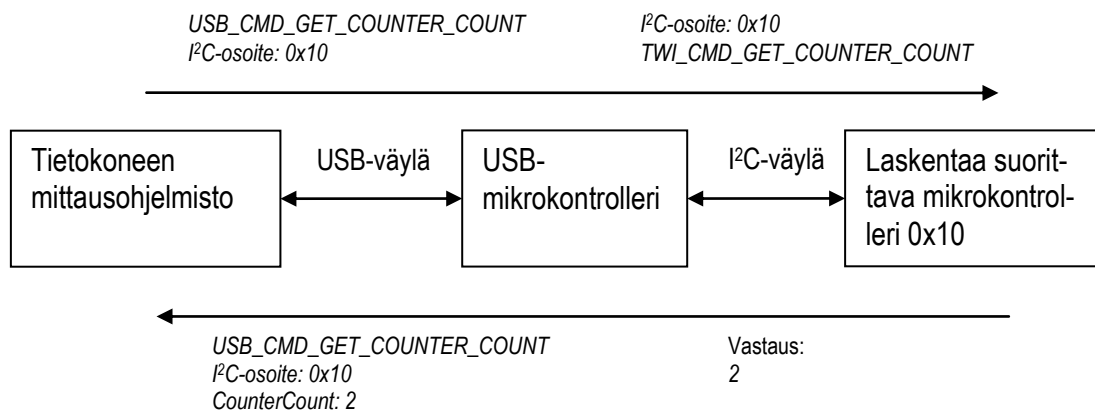 USB_CMD_GET_COUNTER_COUNT
I²C-osoite: 0x10
I²C-osoite: 0x10
TWI_CMD_GET_COUNTER_COUNT
Tietokoneen
mittausohjelmisto
USB-väylä
USB-
mikrokontrolleri
I²C-väylä
Laskentaa suorit-
tava mikrokontrol-
leri 0x10
USB_CMD_GET_COUNTER_COUNT
I²C-osoite: 0x10
CounterCount: 2
Vastaus:
2